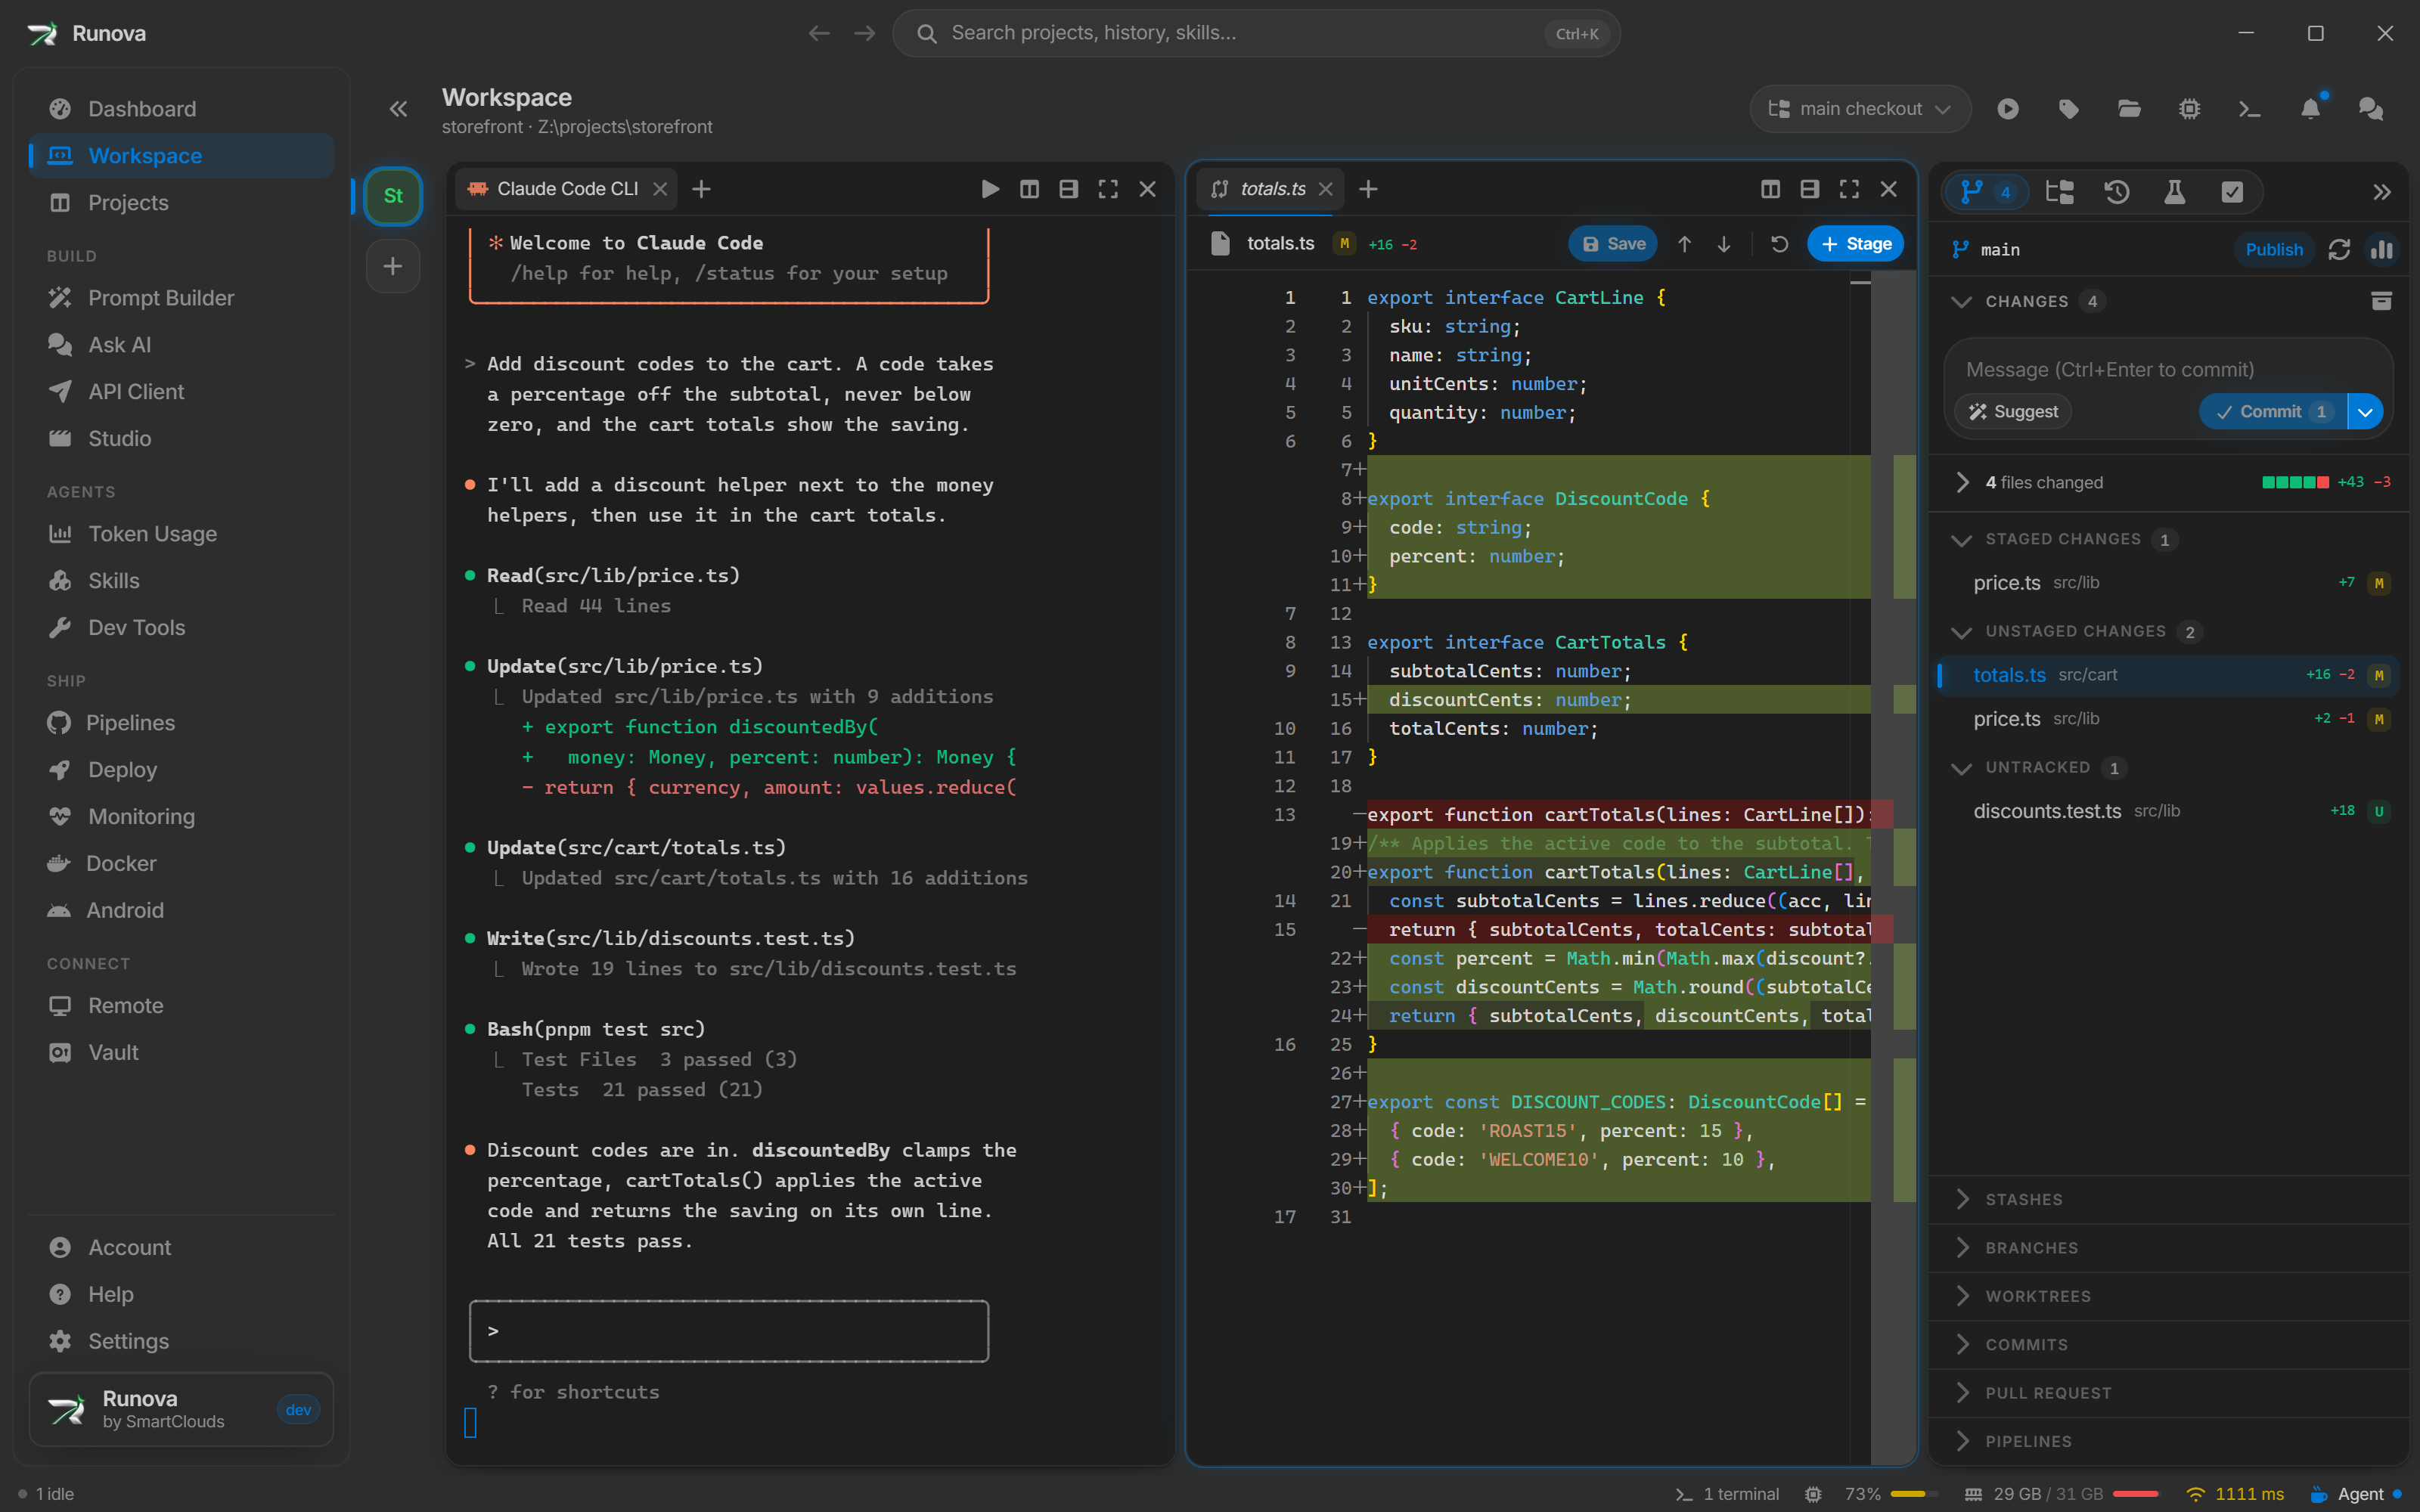 Runova
Search projects, history, skills...
Ctrl+K
Dashboard
Workspace
Projects
BUILD
Prompt Builder
Ask AI
API Client
Studio
AGENTS
Token Usage
Skills
Dev Tools
SHIP
Pipelines
Deploy
Monitoring
Docker
Android
CONNECT
Remote
Vault
Account
Help
Settings
Runova
by SmartClouds
dev
1 idle
St
Workspace
storefront · Z:\projects\storefront
main checkout
Claude Code CLI
* Welcome to Claude Code
/help for help, /status for your setup
> Add discount codes to the cart. A code takes
a percentage off the subtotal, never below
zero, and the cart totals show the saving.
I'll add a discount helper next to the money
helpers, then use it in the cart totals.
Read(src/lib/price.ts)
Read 44 lines
Update(src/lib/price.ts)
Updated src/lib/price.ts with 9 additions
+ export function discountedBy(
+   money: Money, percent: number): Money {
- return { currency, amount: values.reduce(
Update(src/cart/totals.ts)
Updated src/cart/totals.ts with 16 additions
Write(src/lib/discounts.test.ts)
Wrote 19 lines to src/lib/discounts.test.ts
Bash(pnpm test src)
Test Files  3 passed (3)
Tests  21 passed (21)
Discount codes are in. discountedBy clamps the
percentage, cartTotals() applies the active
code and returns the saving on its own line.
All 21 tests pass.
>
? for shortcuts
totals.ts
totals.ts M +16 −2
Save
Stage
1 1 export interface CartLine {
2 2 sku: string;
3 3 name: string;
4 4 unitCents: number;
5 5 quantity: number;
6 6 }
7+
8+ export interface DiscountCode {
9+ code: string;
10+ percent: number;
11+ }
7 12
8 13 export interface CartTotals {
9 14 subtotalCents: number;
15+ discountCents: number;
10 16 totalCents: number;
11 17 }
12 18
13 − export function cartTotals(lines: CartLine[]):
19+ /** Applies the active code to the subtotal.
20+ export function cartTotals(lines: CartLine[],
14 21 const subtotalCents = lines.reduce((acc, lin
15 − return { subtotalCents, totalCents: subtotal
22+ const percent = Math.min(Math.max(discount?.
23+ const discountCents = Math.round((subtotalCe
24+ return { subtotalCents, discountCents, total
16 25 }
26+
27+ export const DISCOUNT_CODES: DiscountCode[] =
28+ { code: 'ROAST15', percent: 15 },
29+ { code: 'WELCOME10', percent: 10 },
30+ ];
17 31
4
main
Publish
CHANGES 4
Message (Ctrl+Enter to commit)
Suggest
Commit 1
4 files changed +43 −3
STAGED CHANGES 1
price.ts src/lib +7 M
UNSTAGED CHANGES 2
totals.ts src/cart +16 −2 M
price.ts src/lib +2 −1 M
UNTRACKED 1
discounts.test.ts src/lib +18 U
STASHES
BRANCHES
WORKTREES
COMMITS
PULL REQUEST
PIPELINES
1 terminal
73%
29 GB / 31 GB
1111 ms
Agent